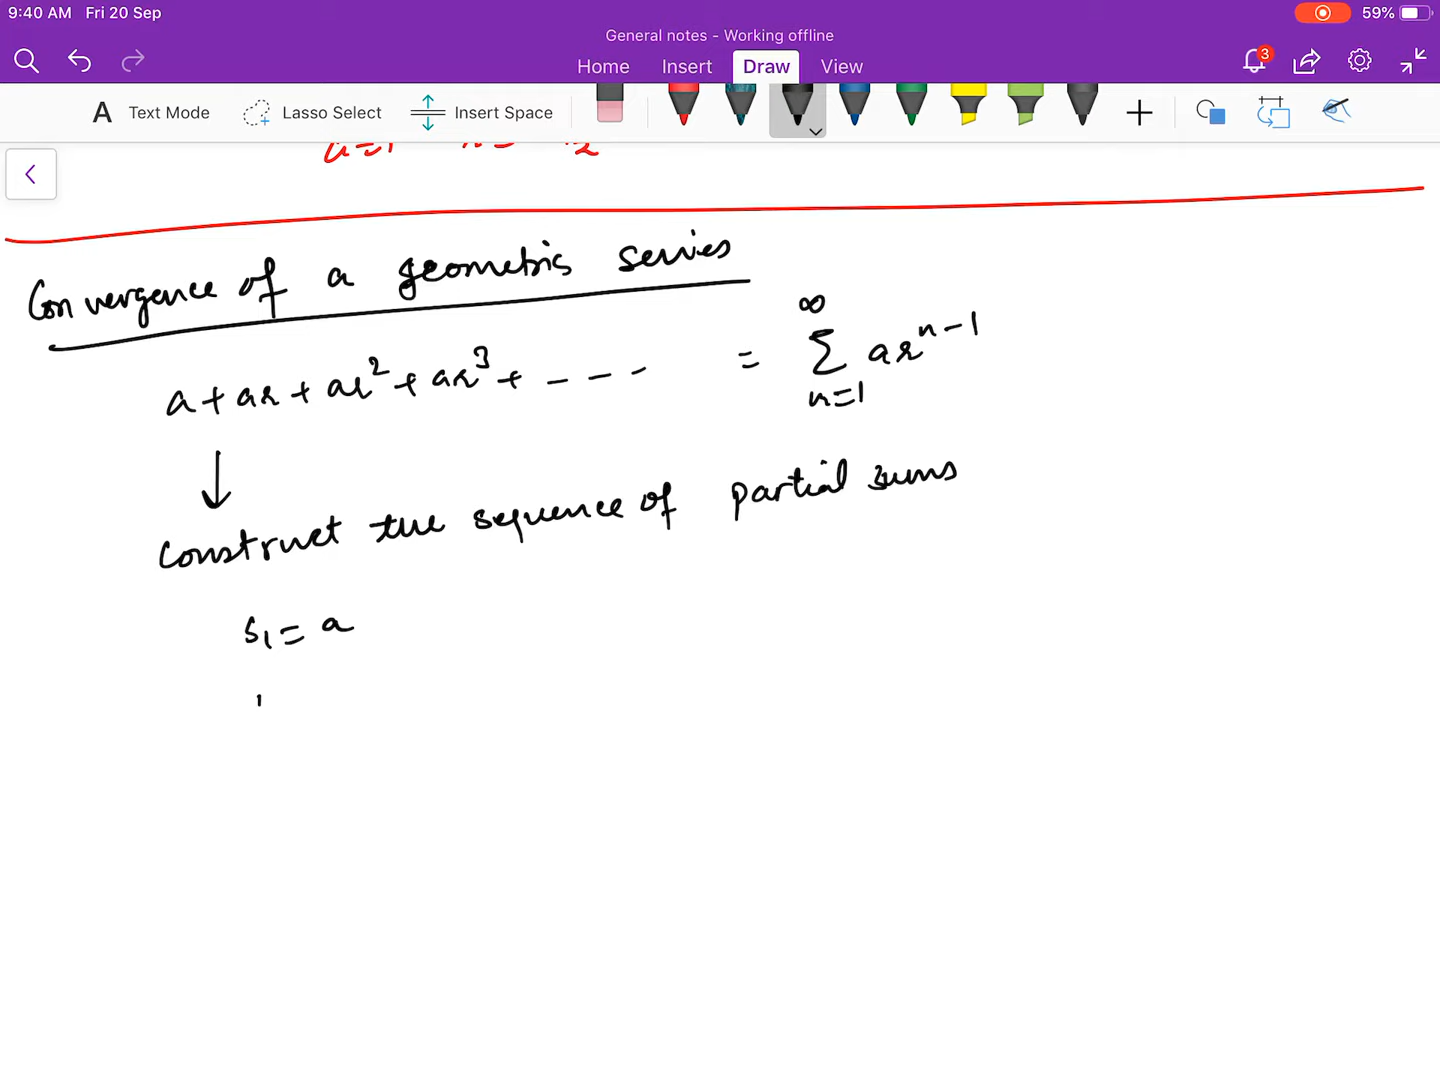 9:40 AM Fri 20 Sep 59%
General notes - Working offline
Home Insert Draw View
3
A Text Mode Lasso Select Insert Space
Convergence of a geometric series
a + ar + ar² + ar³ + - - - = ∞ Σ n=1 ar^{n-1}
Construct the sequence of partial sums
s₁ = a